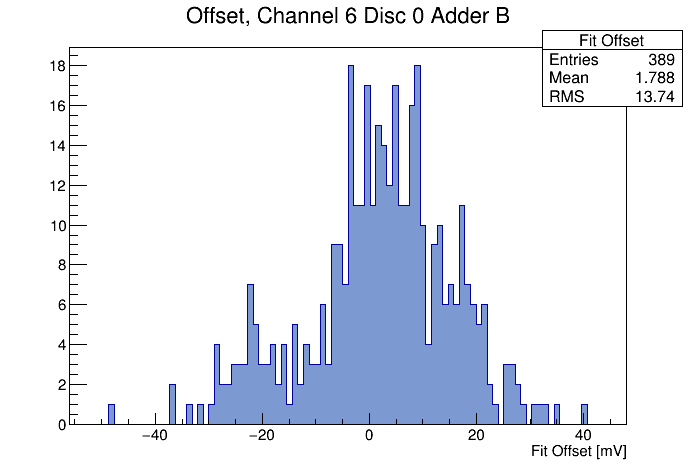 Offset, Channel 6 Disc 0 Adder B
Fit Offset
Entries 389
Mean 1.788
RMS 13.74
18
16
14
12
10
8
6
4
2
0
−40 −20 0 20 40
Fit Offset [mV]